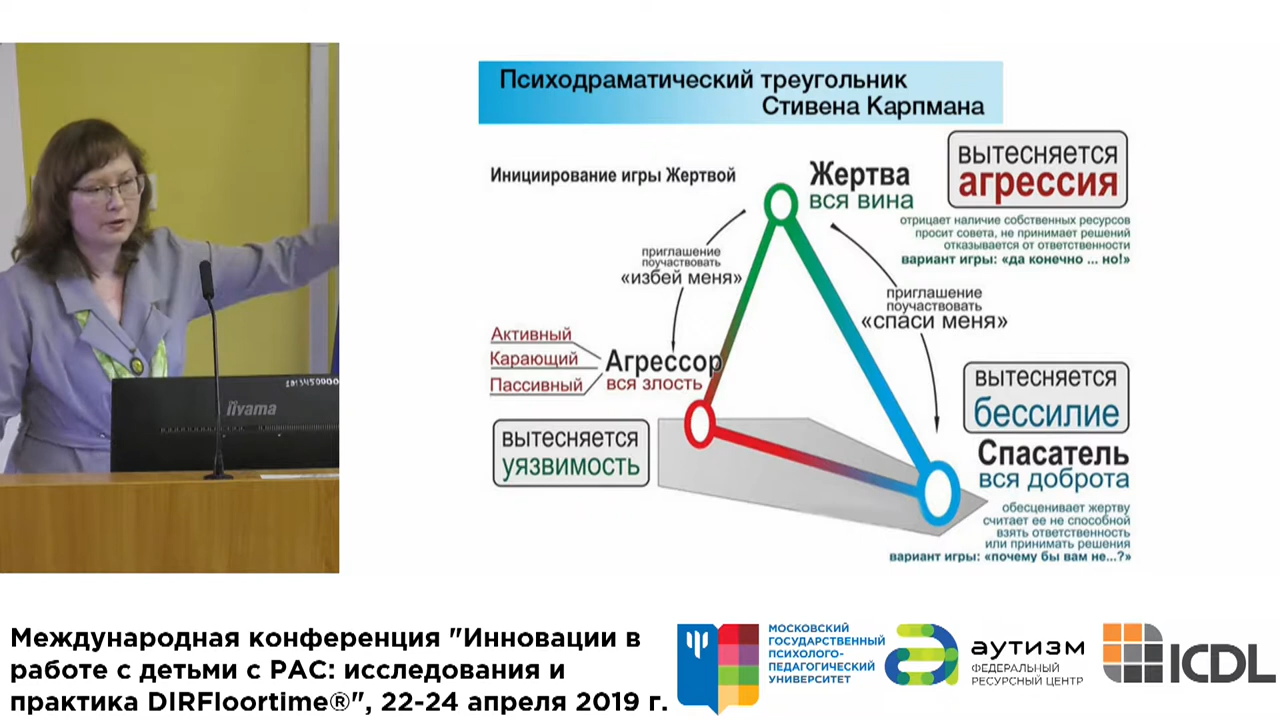 Психодраматический треугольник
Стивена Карпмана
Инициирование игры Жертвой
Жертва
вся вина
ВЫТЕСНЯЕТСЯ
агрессия
отрицает наличие собственных ресурсов
просит совета, не принимает решений
отказывается от ответственности
вариант игры: «да конечно ... но!»
приглашение
поучаствовать
«избей меня»
приглашение
поучаствовать
«спаси меня»
Активный
Карающий
Пассивный
Агрессор
вся злость
ВЫТЕСНЯЕТСЯ
уязвимость
ВЫТЕСНЯЕТСЯ
бессилие
Спасатель
вся доброта
обесценивает жертву
считает ее не способной
взять ответственность
или принимать решения
вариант игры: «почему бы вам не...?»
iiyama
Международная конференция "Инновации в
работе с детьми с РАС: исследования и
практика DIRFloortime®", 22-24 апреля 2019 г.
МОСКОВСКИЙ
ГОСУДАРСТВЕННЫЙ
ПСИХОЛОГО-
ПЕДАГОГИЧЕСКИЙ
УНИВЕРСИТЕТ
аутизм
ФЕДЕРАЛЬНЫЙ
РЕСУРСНЫЙ ЦЕНТР
ICDL